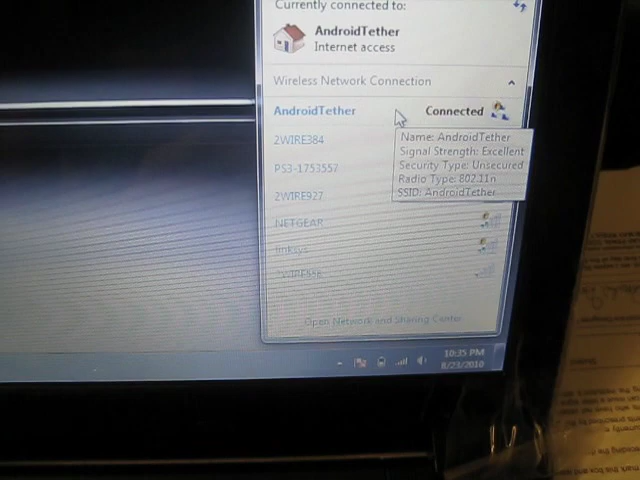 Currently connected to:
AndroidTether
Internet access
Wireless Network Connection
AndroidTether Connected
Name: AndroidTether
Signal Strength: Excellent
Security Type: Unsecured
Radio Type: 802.11n
SSID: AndroidTether
2WIRE384
PS3-1753557
2WIRE927
NETGEAR
linksys
2WIRE556
Open Network and Sharing Center
10:35 PM
8/23/2010